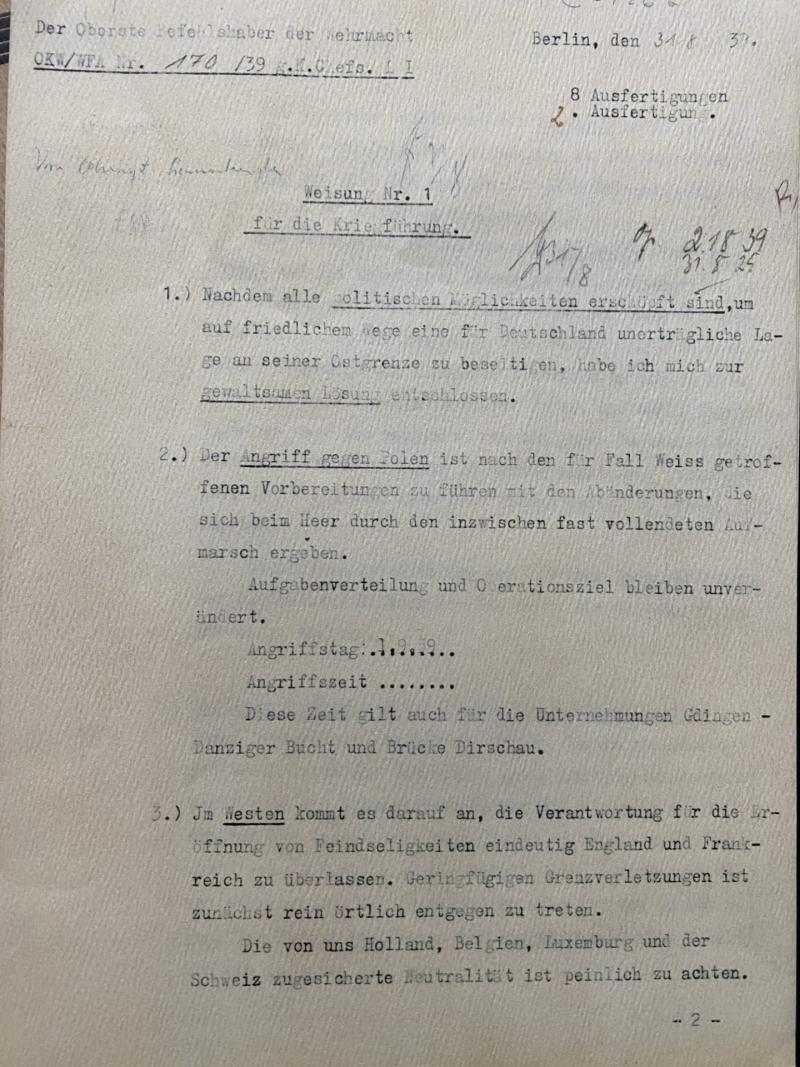 Der Oberste Befehlshaber der Wehrmacht
Berlin, den 31 8 39.
OKW/WFA Nr. 170 /39 g.K.Chefs. L I
8 Ausfertigungen
2. Ausfertigung.
Weisung Nr. 1
für die Kriegführung.
31/8
31. 8
1.) Nachdem alle politischen Möglichkeiten erschöpft sind, um
auf friedlichem Wege eine für Deutschland unerträgliche La-
ge an seiner Ostgrenze zu beseitigen, habe ich mich zur
gewaltsamen Lösung entschlossen.
2.) Der Angriff gegen Polen ist nach den für Fall Weiss getrof-
fenen Vorbereitungen zu führen mit den Abänderungen, die
sich beim Heer durch den inzwischen fast vollendeten Auf-
marsch ergeben.
Aufgabenverteilung und Operationsziel bleiben unver-
ändert.
Angriffstag:.1.9.39...
Angriffszeit ........
Diese Zeit gilt auch für die Unternehmungen Gdingen -
Danziger Bucht und Brücke Dirschau.
3.) Jm Westen kommt es darauf an, die Verantwortung für die Er-
öffnung von Feindseligkeiten eindeutig England und Frank-
reich zu überlassen. Geringfügigen Grenzverletzungen ist
zunächst rein örtlich entgegen zu treten.
Die von uns Holland, Belgien, Luxemburg und der
Schweiz zugesicherte Neutralität ist peinlich zu achten.
- 2 -